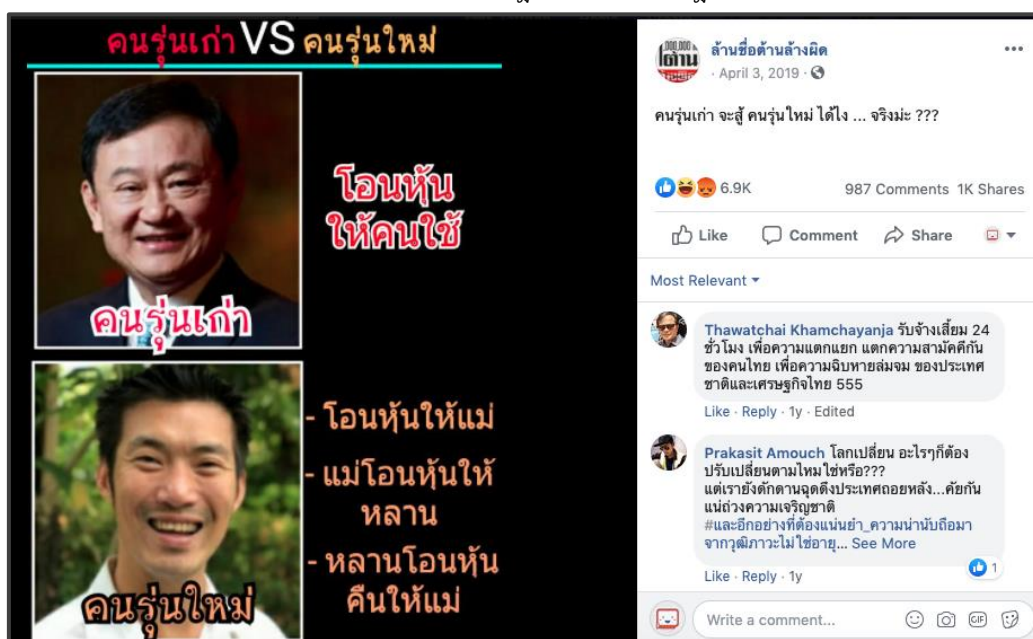 คนรุ่นเก่า VS คนรุ่นใหม่
โอนหุ้น
ให้คนใช้
คนรุ่นเก่า
- โอนหุ้นให้แม่
- แม่โอนหุ้นให้
หลาน
- หลานโอนหุ้น
คืนให้แม่
คนรุ่นใหม่
ล้านชื่อต้านล้างผิด
· April 3, 2019 ·
คนรุ่นเก่า จะสู้ คนรุ่นใหม่ ได้ไง ... จริงม่ะ ???
6.9K 987 Comments 1K Shares
Like Comment Share
Most Relevant
Thawatchai Khamchayanja รับจ้างเสี้ยม 24
ชั่วโมง เพื่อความแตกแยก แตกความสามัคคีกัน
ของคนไทย เพื่อความฉิบหายล่มจม ของประเทศ
ชาติและเศรษฐกิจไทย 555
Like · Reply · 1y · Edited
Prakasit Amouch โลกเปลี่ยน อะไรๆก็ต้อง
ปรับเปลี่ยนตามไหม ใช่หรือ???
แต่เรายังดักดานฉุดดึงประเทศถอยหลัง...คัยกัน
แน่ถ่วงความเจริญชาติ
#และอีกอย่างที่ต้องแน่นยำ_ความน่านับถือมา
จากวุฒิภาวะไม่ใช่อายุ... See More
1
Like · Reply · 1y
Write a comment...
GIF